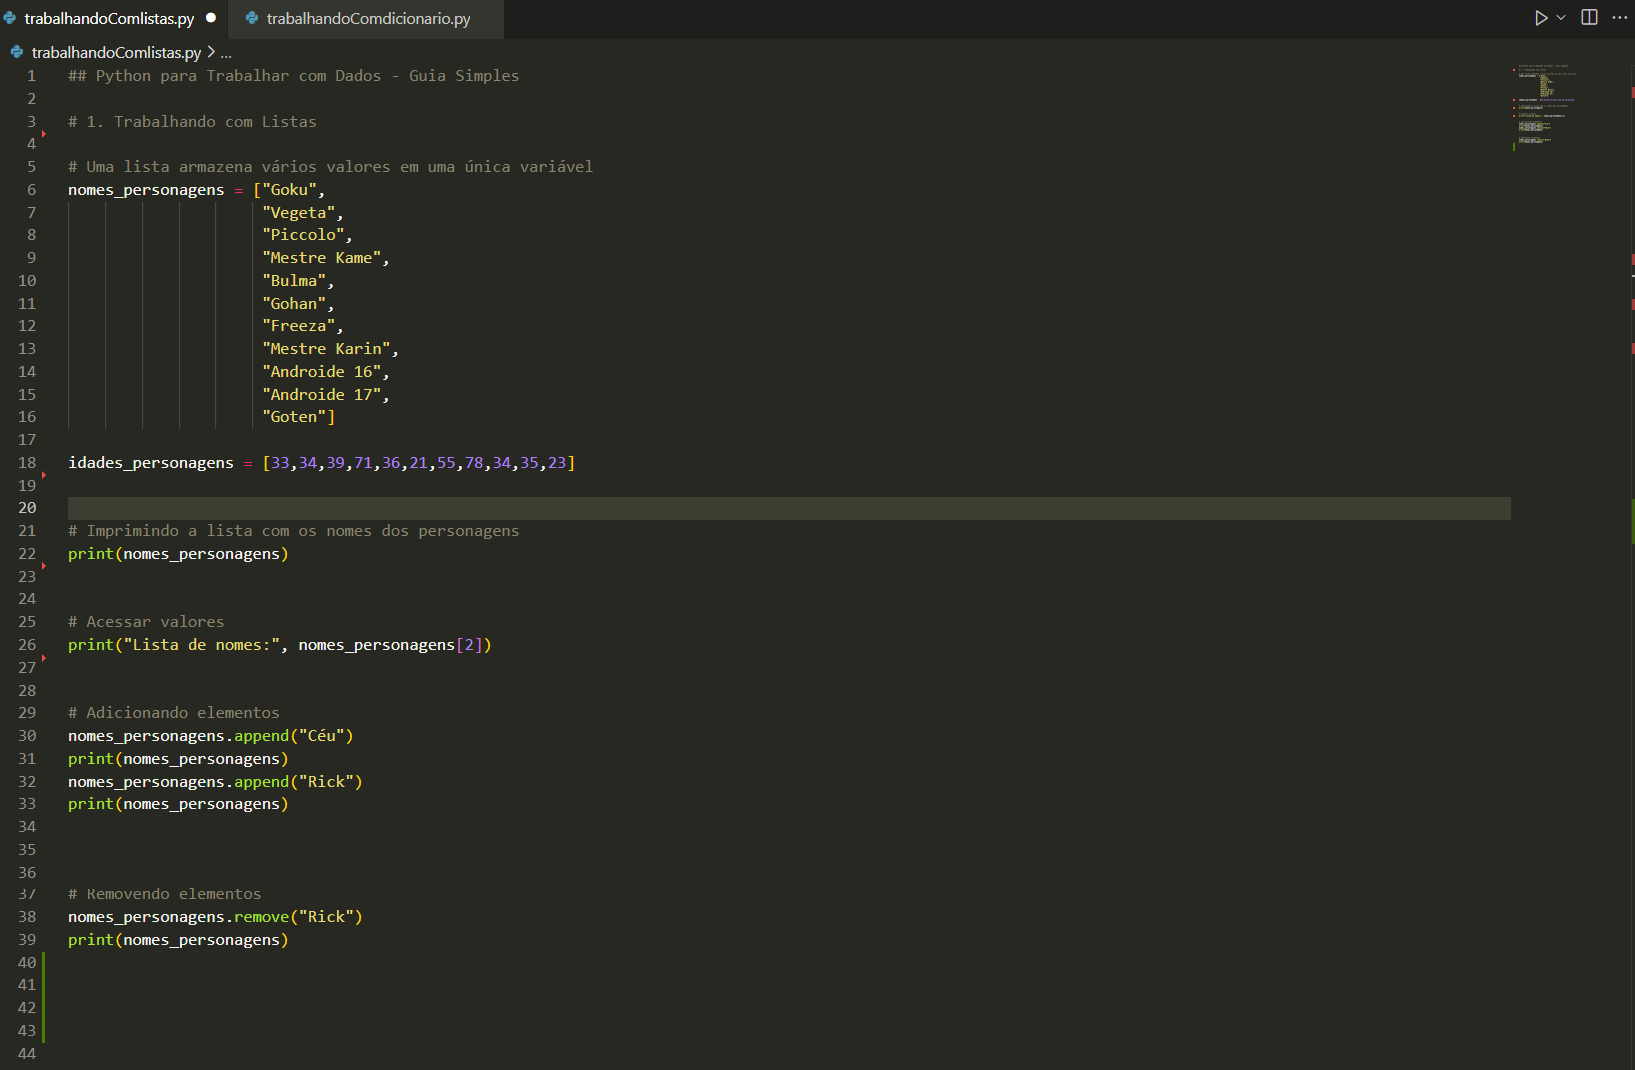 trabalhandoComlistas.py
trabalhandoComdicionario.py
trabalhandoComlistas.py > ...
1 ## Python para Trabalhar com Dados - Guia Simples
2
3 # 1. Trabalhando com Listas
4
5 # Uma lista armazena vários valores em uma única variável
6 nomes_personagens = ["Goku",
7 "Vegeta",
8 "Piccolo",
9 "Mestre Kame",
10 "Bulma",
11 "Gohan",
12 "Freeza",
13 "Mestre Karin",
14 "Androide 16",
15 "Androide 17",
16 "Goten"]
17
18 idades_personagens = [33,34,39,71,36,21,55,78,34,35,23]
19
20
21 # Imprimindo a lista com os nomes dos personagens
22 print(nomes_personagens)
23
24
25 # Acessar valores
26 print("Lista de nomes:", nomes_personagens[2])
27
28
29 # Adicionando elementos
30 nomes_personagens.append("Céu")
31 print(nomes_personagens)
32 nomes_personagens.append("Rick")
33 print(nomes_personagens)
34
35
36
37 # Removendo elementos
38 nomes_personagens.remove("Rick")
39 print(nomes_personagens)
40
41
42
43
44